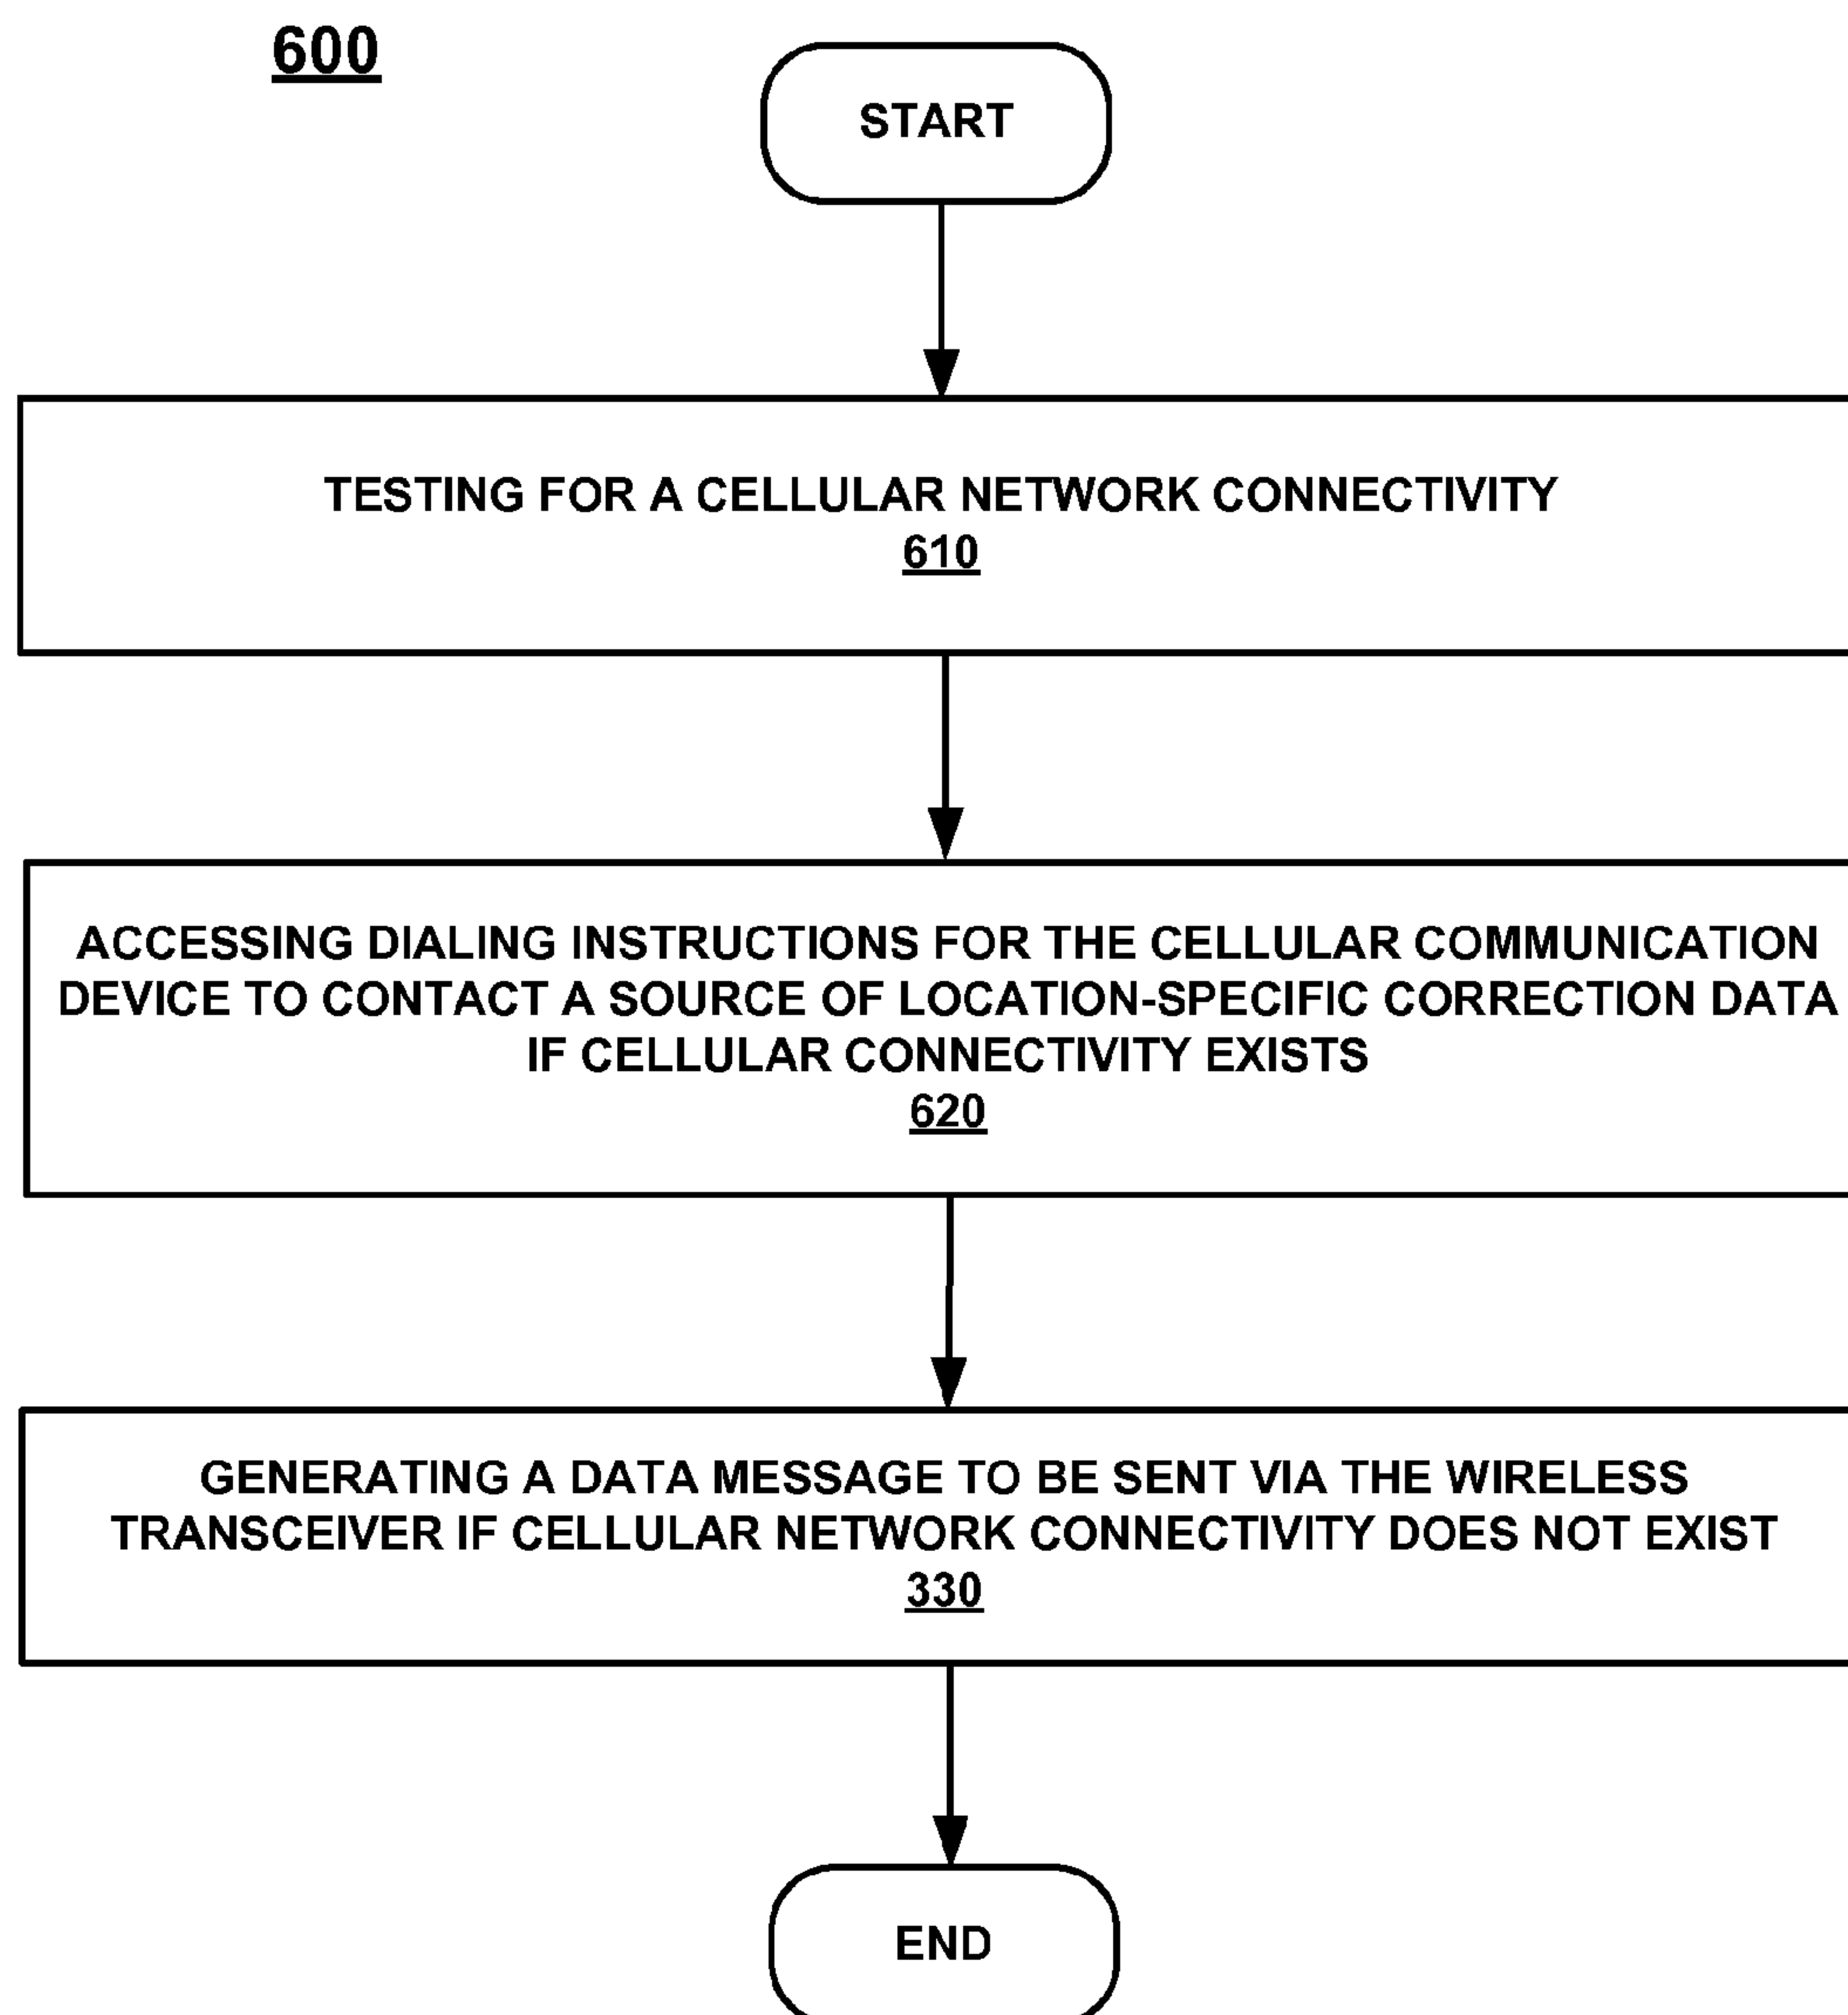 600
START
TESTING FOR A CELLULAR NETWORK CONNECTIVITY
610
ACCESSING DIALING INSTRUCTIONS FOR THE CELLULAR COMMUNICATION
DEVICE TO CONTACT A SOURCE OF LOCATION-SPECIFIC CORRECTION DATA
IF CELLULAR CONNECTIVITY EXISTS
620
GENERATING A DATA MESSAGE TO BE SENT VIA THE WIRELESS
TRANSCEIVER IF CELLULAR NETWORK CONNECTIVITY DOES NOT EXIST
330
END